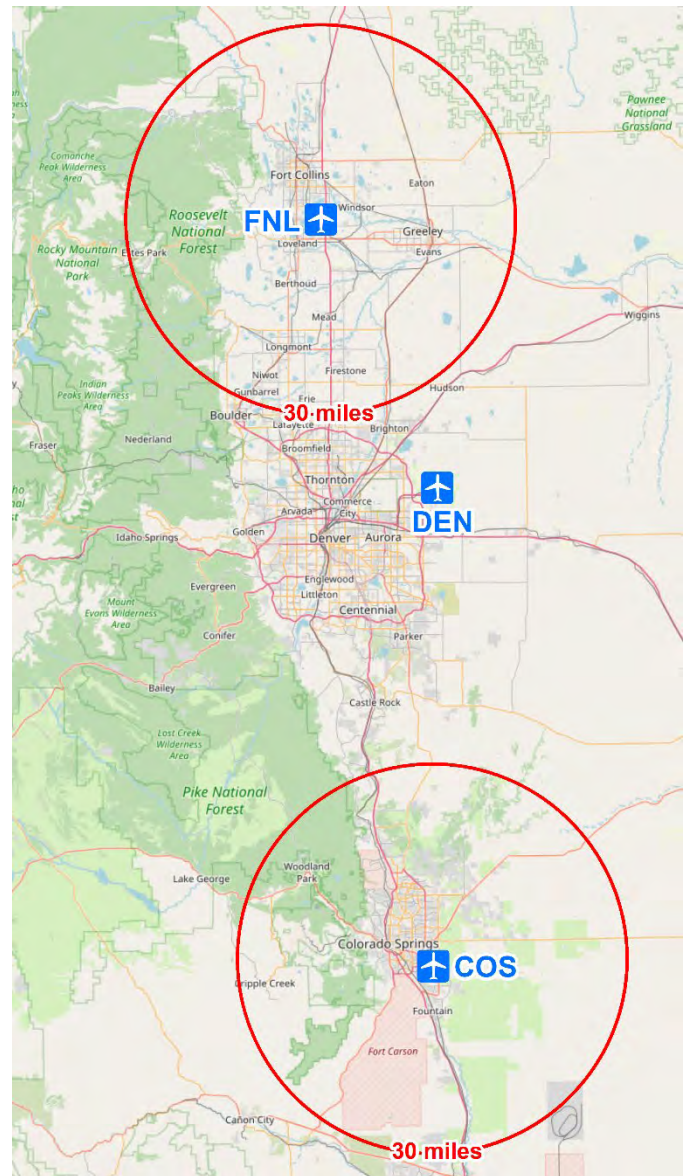 Pawnee
National
Grassland
Comanche
Peak Wilderness
Area
Fort Collins
Eaton
Windsor
Roosevelt
National
Forest
FNL
Greeley
Loveland
Evans
Rocky Mountain
National
Park
Estes Park
Berthoud
Mead
Wiggins
Longmont
Indian
Peaks Wilderness
Area
Niwot
Firestone
Gunbarrel
Hudson
Erie
Boulder
30 miles
Lafayette
Brighton
Fraser
Nederland
Broomfield
Thornton
Commerce
City
DEN
Arvada
Idaho Springs
Golden
Denver
Aurora
Evergreen
Englewood
Littleton
Mount
Evans Wilderness
Area
Centennial
Conifer
Parker
Bailey
Castle Rock
Lost Creek
Wilderness
Area
Pike National
Forest
Woodland
Park
Lake George
Colorado Springs
COS
Cripple Creek
Fountain
Fort Carson
Cañon City
30 miles